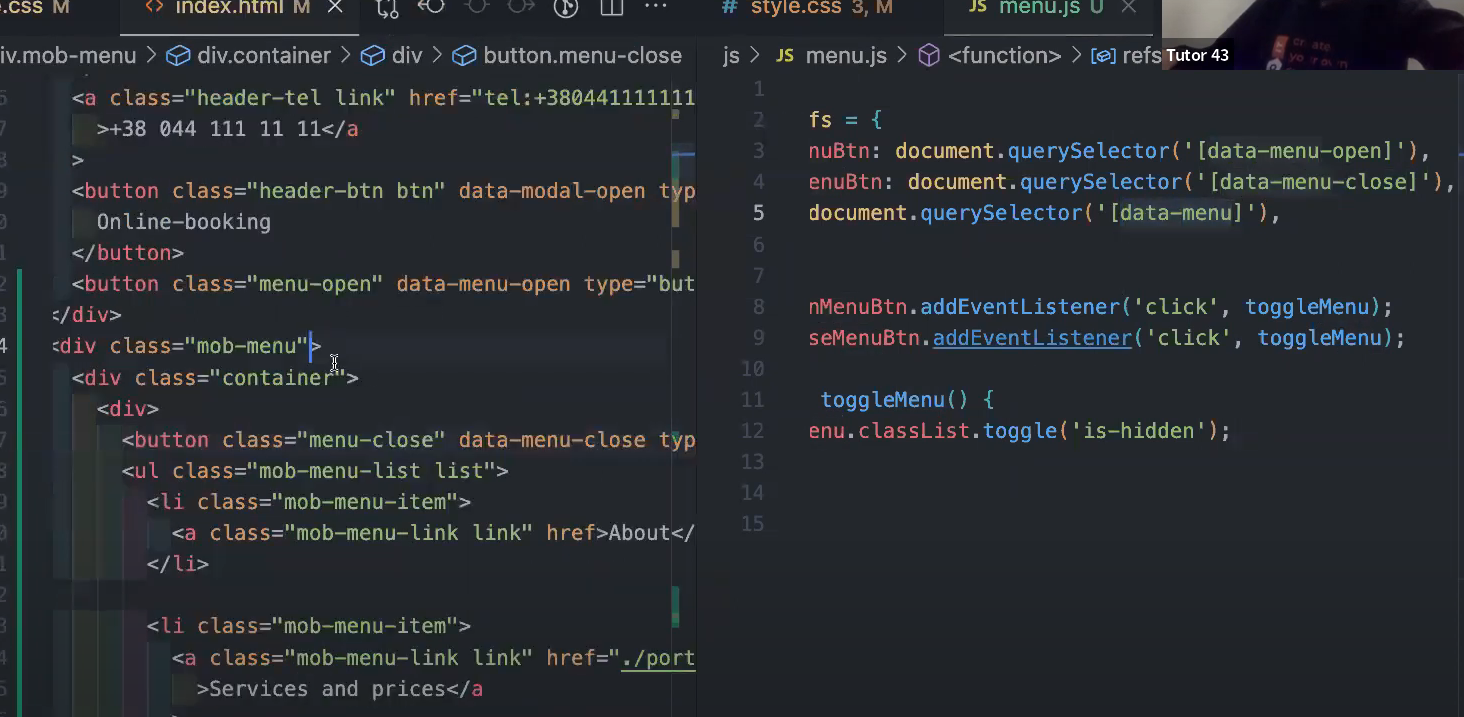 e.css M
index.html M
style.css 3, M
menu.js U
iv.mob-menu > div.container > div > button.menu-close
js > JS menu.js > <function> > refs
Tutor 43
<a class="header-tel link" href="tel:+380441111111
>+38 044 111 11 11</a
>
<button class="header-btn btn" data-modal-open typ
Online-booking
</button>
<button class="menu-open" data-menu-open type="but
</div>
<div class="mob-menu">
<div class="container">
<div>
<button class="menu-close" data-menu-close typ
<ul class="mob-menu-list list">
<li class="mob-menu-item">
<a class="mob-menu-link link" href>About</
</li>
<li class="mob-menu-item">
<a class="mob-menu-link link" href="./port
>Services and prices</a
1
2 fs = {
3 nuBtn: document.querySelector('[data-menu-open]'),
4 enuBtn: document.querySelector('[data-menu-close]'),
5 document.querySelector('[data-menu]'),
6
7
8 nMenuBtn.addEventListener('click', toggleMenu);
9 seMenuBtn.addEventListener('click', toggleMenu);
10
11 toggleMenu() {
12 enu.classList.toggle('is-hidden');
13
14
15